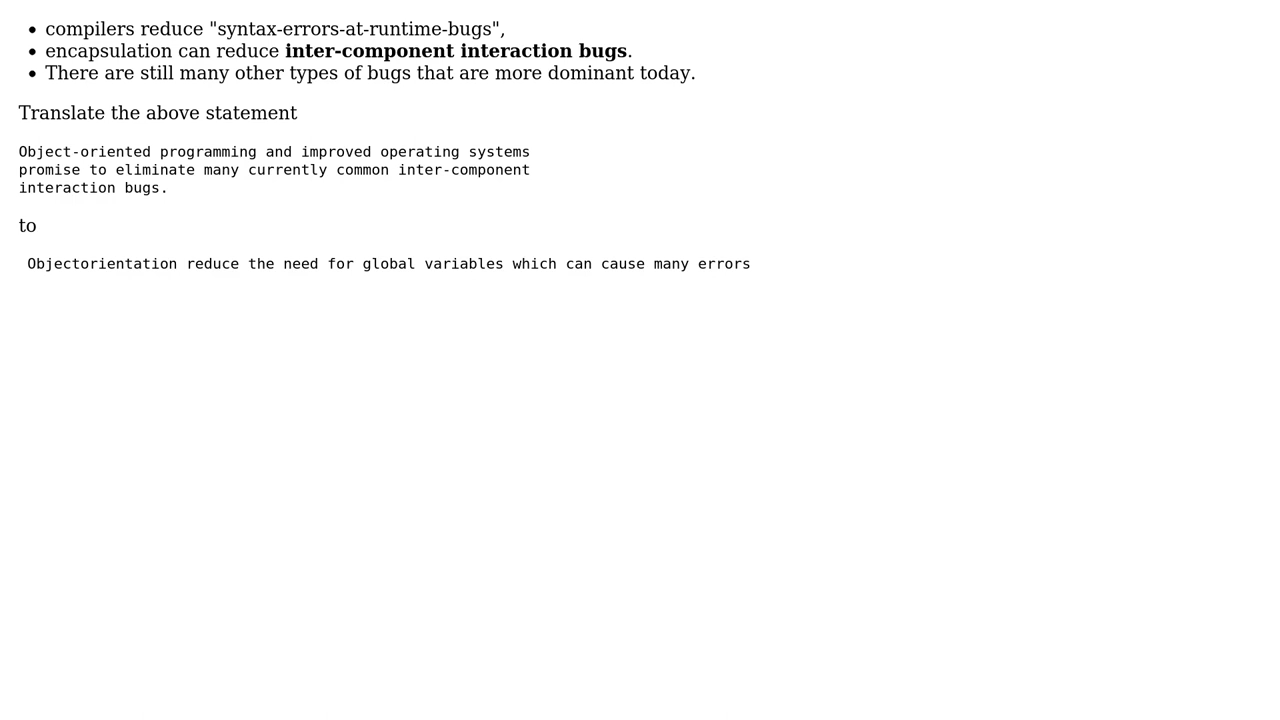 compilers reduce "syntax-errors-at-runtime-bugs",
encapsulation can reduce inter-component interaction bugs.
There are still many other types of bugs that are more dominant today.
Translate the above statement
Object-oriented programming and improved operating systems
promise to eliminate many currently common inter-component
interaction bugs.
to
Objectorientation reduce the need for global variables which can cause many errors